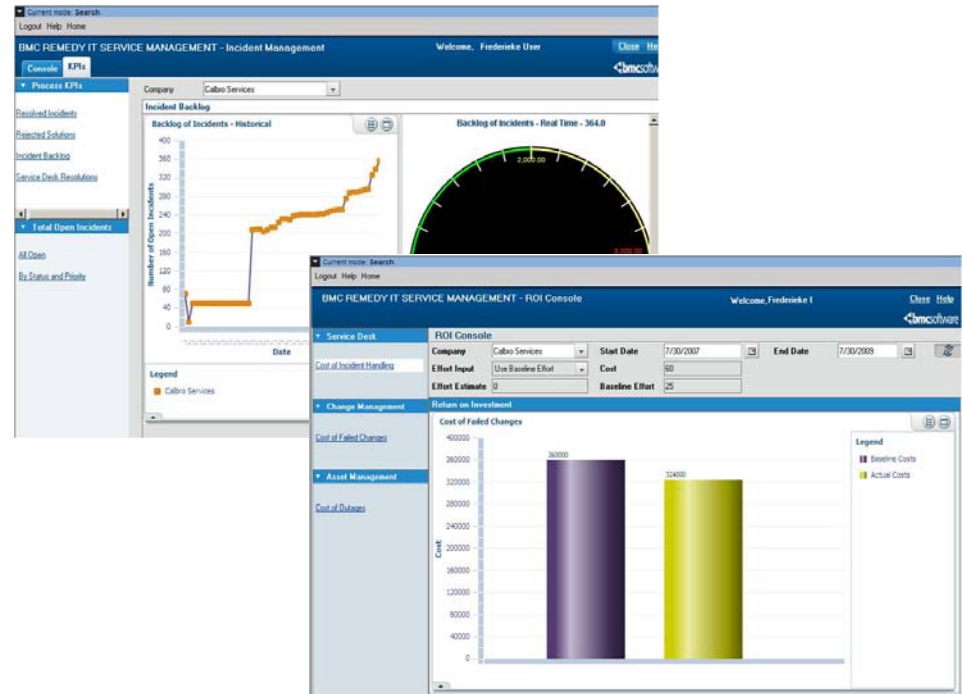 Current mode: Search
Logout Help Home
BMC REMEDY IT SERVICE MANAGEMENT - Incident Management
Welcome, Frederieke User
Close He
Console KPIs
<bmcsoftw
Process KPIs
Company Calbro Services
Resolved Incidents
Rejected Solutions
Incident Backlog
Service Desk Resolutions
Incident Backlog
Backlog of Incidents - Historical
Backlog of Incidents - Real Time - 364.0
400
360
320
280
240
200
160
120
80
40
0
Number of Open Incidents
Date
2,000.00
Legend
Calbro Services
Total Open Incidents
All Open
By Status and Priority
Current mode: Search
Logout Help Home
BMC REMEDY IT SERVICE MANAGEMENT - ROI Console
Welcome,Frederieke
Close Help
<bmcsoftware
Service Desk
Cost of Incident Handling
Change Management
Cost of Failed Changes
Asset Management
Cost of Outages
ROI Console
Company Calbro Services Start Date 7/30/2007 End Date 7/30/2009
Effort Input Use Baseline Effort Cost 60
Effort Estimate 0 Baseline Effort 25
Return on Investment
Cost of Failed Changes
400000
360000
320000
280000
240000
200000
160000
120000
80000
40000
0
Cost
360000
324000
Legend
Baseline Costs
Actual Costs